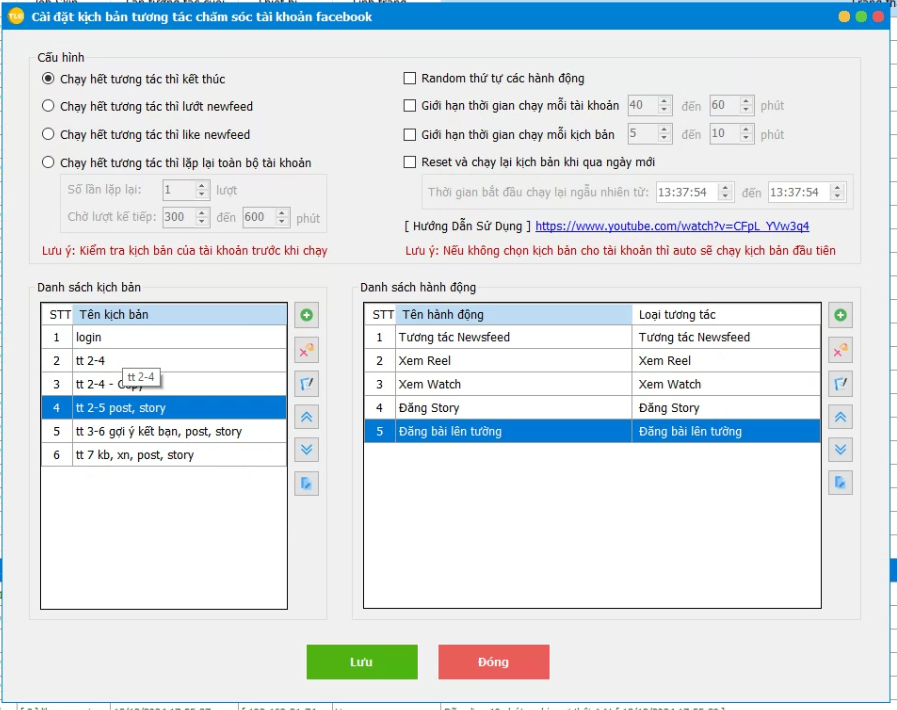 Cài đặt kịch bản tương tác chăm sóc tài khoản facebook
Cấu hình
Chạy hết tương tác thì kết thúc
Chạy hết tương tác thì lướt newfeed
Chạy hết tương tác thì like newfeed
Chạy hết tương tác thì lặp lại toàn bộ tài khoản
Số lần lặp lại: 1 lượt
Chờ lượt kế tiếp: 300 đến 600 phút
Lưu ý: Kiểm tra kịch bản của tài khoản trước khi chạy
Random thứ tự các hành động
Giới hạn thời gian chạy mỗi tài khoản 40 đến 60 phút
Giới hạn thời gian chạy mỗi kịch bản 5 đến 10 phút
Reset và chạy lại kịch bản khi qua ngày mới
Thời gian bắt đầu chạy lại ngẫu nhiên từ: 13:37:54 đến 13:37:54
[ Hướng Dẫn Sử Dụng ] https://www.youtube.com/watch?v=CFpL_YVw3q4
Lưu ý: Nếu không chọn kịch bản cho tài khoản thì auto sẽ chạy kịch bản đầu tiên
Danh sách kịch bản
STT Tên kịch bản
1 login
2 tt 2-4
3 tt 2-4 - Copy
tt 2-4
4 tt 2-5 post, story
5 tt 3-6 gợi ý kết bạn, post, story
6 tt 7 kb, xn, post, story
Danh sách hành động
STT Tên hành động Loại tương tác
1 Tương tác Newsfeed Tương tác Newsfeed
2 Xem Reel Xem Reel
3 Xem Watch Xem Watch
4 Đăng Story Đăng Story
5 Đăng bài lên tường Đăng bài lên tường
Lưu
Đóng